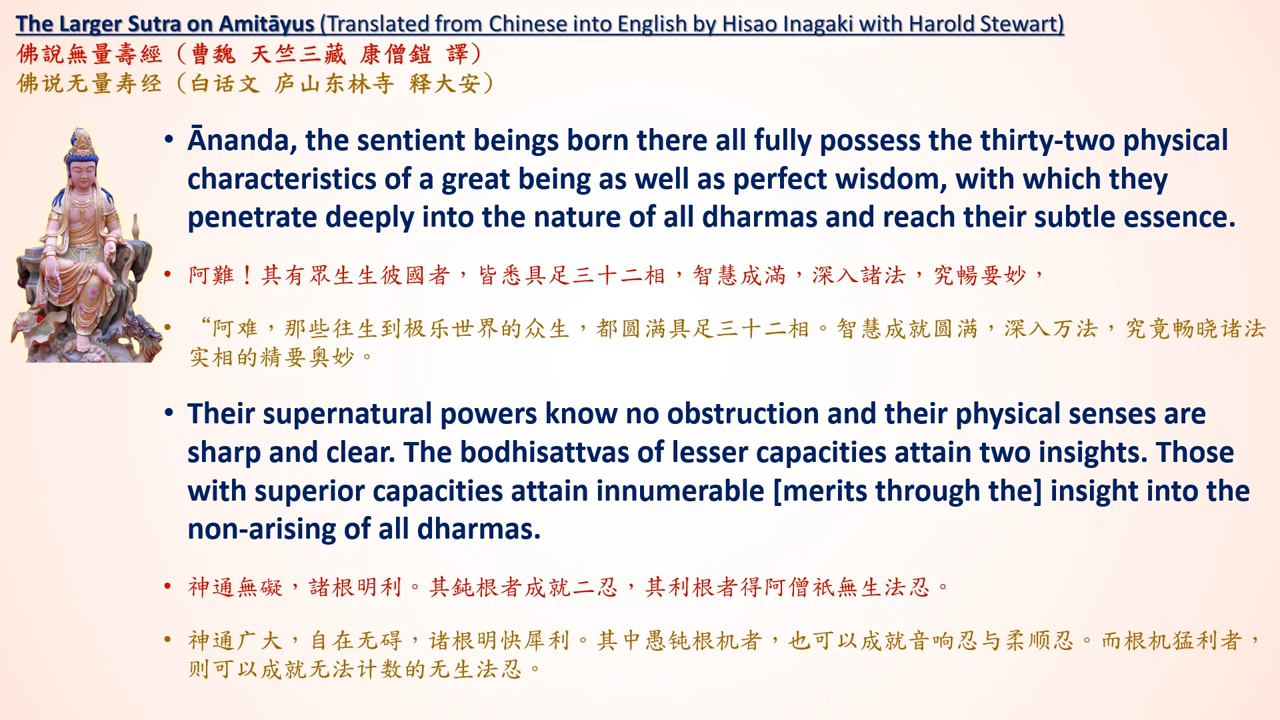 The Larger Sutra on Amitāyus (Translated from Chinese into English by Hisao Inagaki with Harold Stewart)
佛說無量壽經（曹魏 天竺三藏 康僧鎧 譯）
佛说无量寿经（白话文 庐山东林寺 释大安）
• Ānanda, the sentient beings born there all fully possess the thirty-two physical
characteristics of a great being as well as perfect wisdom, with which they
penetrate deeply into the nature of all dharmas and reach their subtle essence.
• 阿難！其有眾生生彼國者，皆悉具足三十二相，智慧成滿，深入諸法，究暢要妙，
• “阿难，那些往生到极乐世界的众生，都圆满具足三十二相。智慧成就圆满，深入万法，究竟畅晓诸法
实相的精要奥妙。
• Their supernatural powers know no obstruction and their physical senses are
sharp and clear. The bodhisattvas of lesser capacities attain two insights. Those
with superior capacities attain innumerable [merits through the] insight into the
non-arising of all dharmas.
• 神通無礙，諸根明利。其鈍根者成就二忍，其利根者得阿僧祇無生法忍。
• 神通广大，自在无碍，诸根明快犀利。其中愚钝根机者，也可以成就音响忍与柔顺忍。而根机猛利者，
则可以成就无法计数的无生法忍。